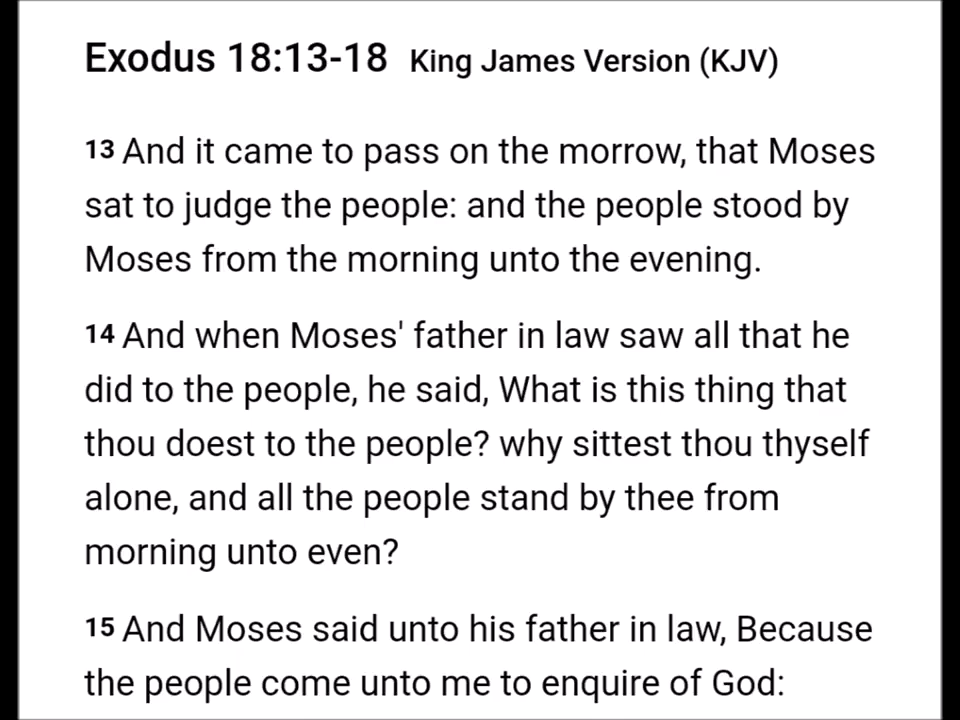 Exodus 18:13-18 King James Version (KJV)
13 And it came to pass on the morrow, that Moses
sat to judge the people: and the people stood by
Moses from the morning unto the evening.
14 And when Moses' father in law saw all that he
did to the people, he said, What is this thing that
thou doest to the people? why sittest thou thyself
alone, and all the people stand by thee from
morning unto even?
15 And Moses said unto his father in law, Because
the people come unto me to enquire of God: